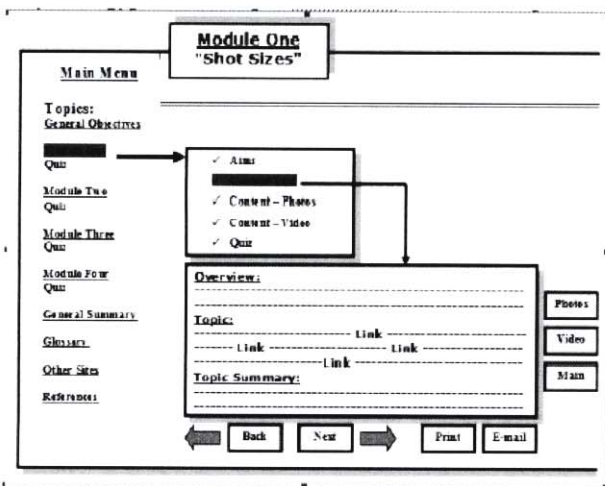 Module One
"Shot Sizes"
Main Menu
Topics:
General Objectives
Quiz
Module Two
Quiz
Module Three
Quiz
Module Four
Quiz
General Summary
Glossary
Other Sites
References
✓ Aims
✓ Content – Photos
✓ Content – Video
✓ Quiz
Overview:
Topic:
Link
Link Link
Link
Topic Summary:
Photos
Video
Main
Back
Next
Print
E-mail